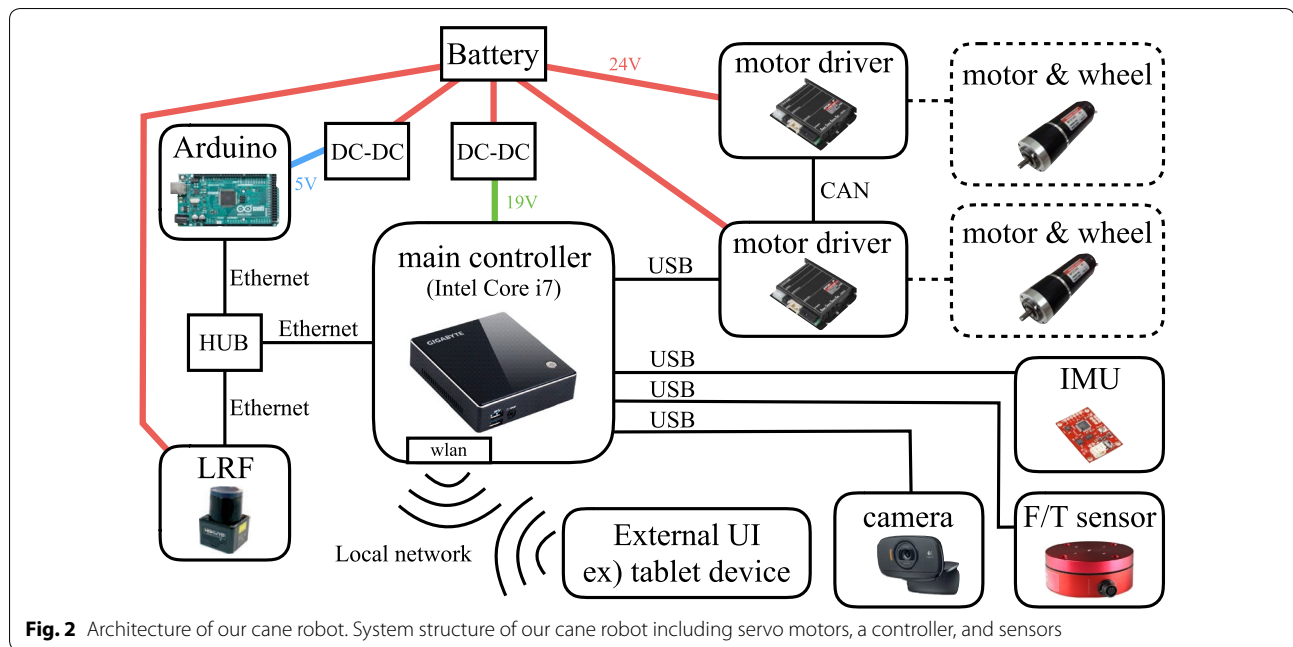 Battery
24V
motor driver
motor & wheel
Arduino
DC-DC
DC-DC
5V
19V
CAN
main controller
(Intel Core i7)
USB
motor driver
motor & wheel
Ethernet
HUB
Ethernet
GIGABYTE
USB
USB
USB
IMU
Ethernet
wlan
LRF
Local network
External UI
ex) tablet device
camera
F/T sensor
Fig. 2 Architecture of our cane robot. System structure of our cane robot including servo motors, a controller, and sensors